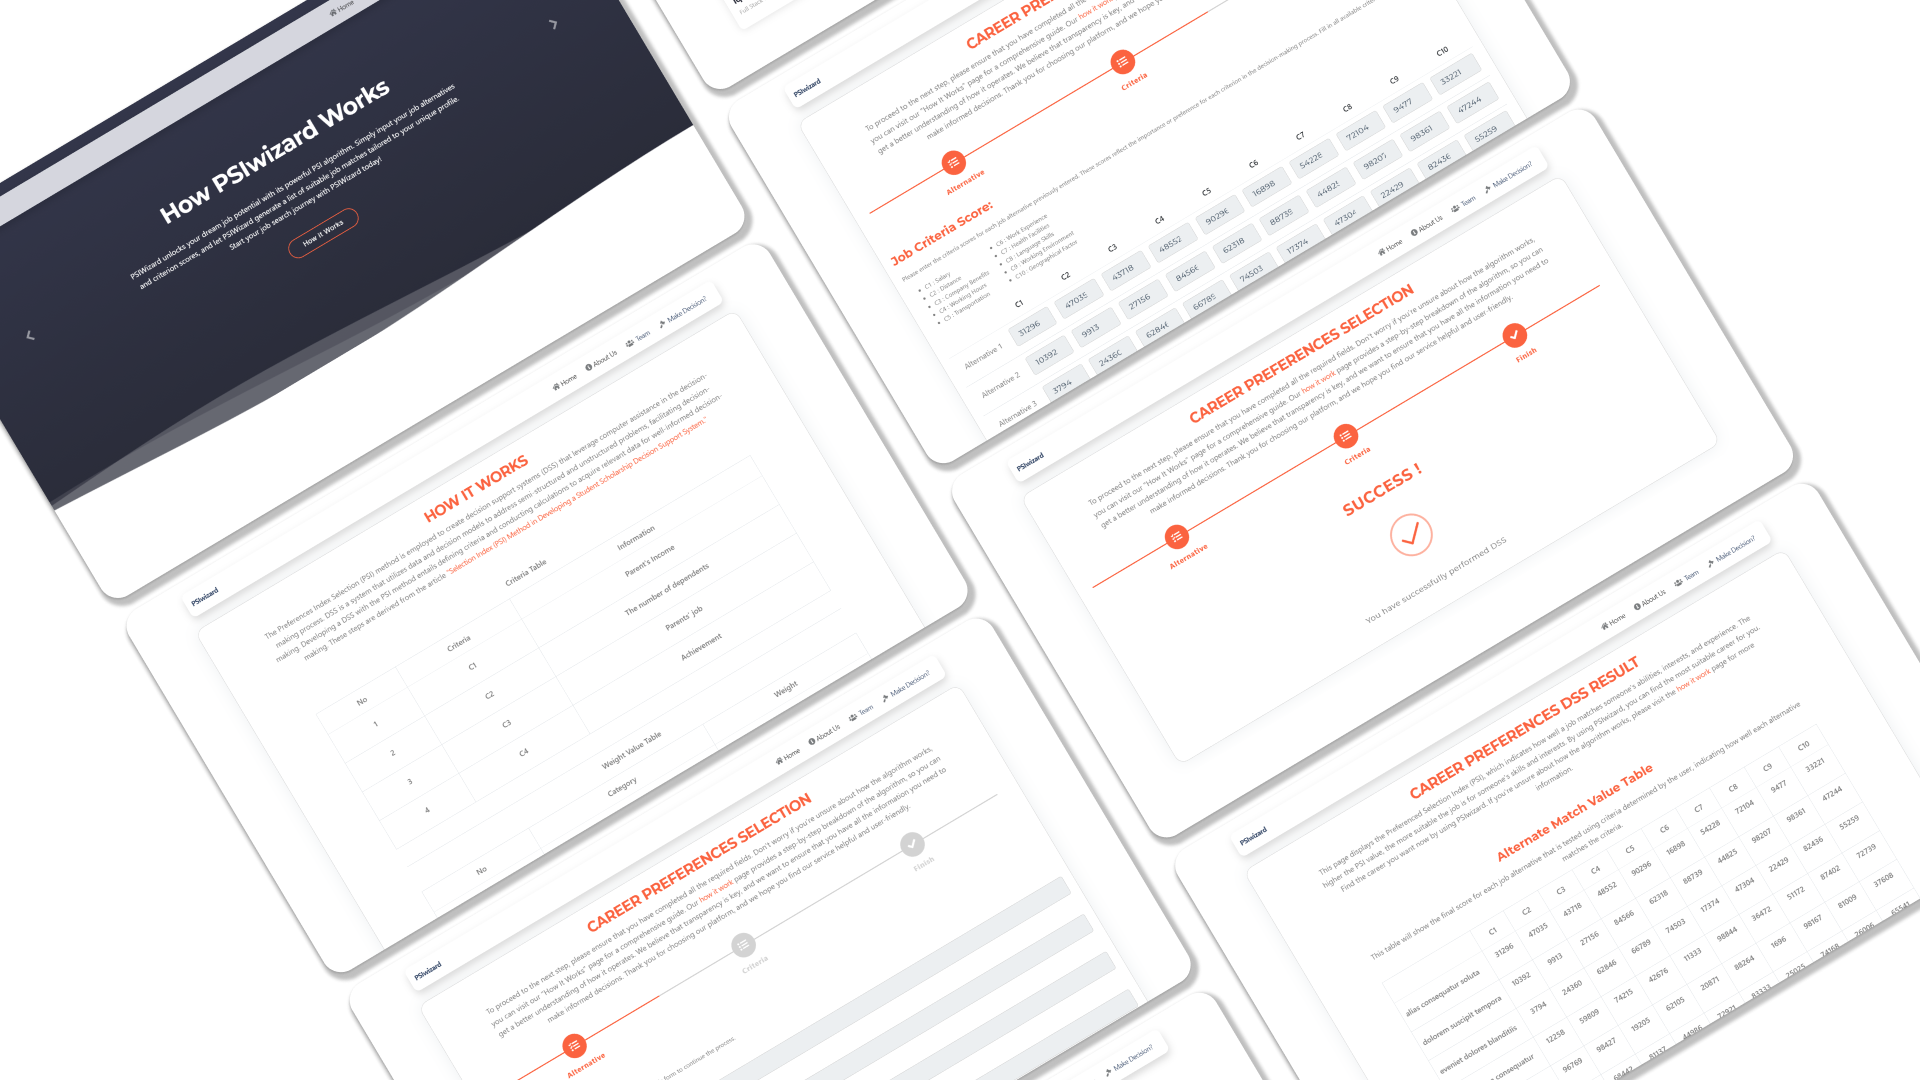 Home
How PSIwizard Works
PSIWizard unlocks your dream job potential with its powerful PSI algorithm. Simply input your job alternatives
and criterion scores, and let PSIWizard generate a list of suitable job matches tailored to your unique profile.
Start your job search journey with PSIWizard today!
How It Works
PSIwizard
Home
About Us
Team
Make Decision?
HOW IT WORKS
The Preferences Index Selection (PSI) method is employed to create decision support systems (DSS) that leverage computer assistance in the decision-
making process. DSS is a system that utilizes data and decision models to address semi-structured and unstructured problems, facilitating decision-
making. Developing a DSS with the PSI method entails defining criteria and conducting calculations to acquire relevant data for well-informed decision-
making. These steps are derived from the article "Selection Index (PSI) Method in Developing a Student Scholarship Decision Support System."
Criteria Table
No Criteria Information
1 C1 Parent's Income
2 C2 The number of dependents
3 C3 Parents' job
4 C4 Achievement
Weight Value Table
No Category Weight
PSIwizard
Home
About Us
Team
Make Decision?
CAREER PREFERENCES SELECTION
To proceed to the next step, please ensure that you have completed all the required fields. Don't worry if you're unsure about how the algorithm works,
you can visit our "How It Works" page for a comprehensive guide. Our how it work page provides a step-by-step breakdown of the algorithm, so you can
get a better understanding of how it operates. We believe that transparency is key, and we want to ensure that you have all the information you need to
make informed decisions. Thank you for choosing our platform, and we hope you find our service helpful and user-friendly.
Alternative
Criteria
Finish
form to continue the process.
Make Decision?
Full Stack
PSIwizard
CAREER PRE
To proceed to the next step, please ensure that you have completed all the
you can visit our "How It Works" page for a comprehensive guide. Our how it work
get a better understanding of how it operates. We believe that transparency is key, and we hope you
make informed decisions. Thank you for choosing our platform, and we hope
Alternative
Criteria
Job Criteria Score:
Please enter the criteria scores for each job alternative previously entered. These scores reflect the importance or preference for each criterion in the decision-making process. Fill in all available
C1 : Salary
C2 : Distance
C3 : Company Benefits
C4 : Working Hours
C5 : Transportation
C6 : Work Experience
C7 : Health Facilities
C8 : Language Skills
C9 : Working Environment
C10 : Geographical Factor
C1 C2 C3 C4 C5 C6 C7 C8 C9 C10
Alternative 1 31296 47035 43718 48552 90296 16898 54228 72104 9477 33221
Alternative 2 10392 9913 27156 84566 62318 88739 44825 98207 98361 47244
Alternative 3 3794 24360 62846 66789 74503 17374 47304 22429 82436 55259
PSIwizard
Home
About Us
Team
Make Decision?
CAREER PREFERENCES SELECTION
To proceed to the next step, please ensure that you have completed all the required fields. Don't worry if you're unsure about how the algorithm works,
you can visit our "How It Works" page for a comprehensive guide. Our how it work page provides a step-by-step breakdown of the algorithm, so you can
get a better understanding of how it operates. We believe that transparency is key, and we want to ensure that you have all the information you need to
make informed decisions. Thank you for choosing our platform, and we hope you find our service helpful and user-friendly.
Alternative
Criteria
Finish
SUCCESS !
You have successfully performed DSS
PSIwizard
Home
About Us
Team
Make Decision?
CAREER PREFERENCES DSS RESULT
This page displays the Preferred Selection Index (PSI), which indicates how well a job matches someone's abilities, interests, and experience. The
higher the PSI value, the more suitable the job is for someone's skills and interests. By using PSIwizard, you can find the most suitable career for you.
Find the career you want now by using PSIwizard. If you're unsure about how the algorithm works, please visit the how it work page for more
information.
Alternate Match Value Table
This table will show the final score for each job alternative that is tested using criteria determined by the user, indicating how well each alternative
matches the criteria.
C1 C2 C3 C4 C5 C6 C7 C8 C9 C10
alias consequatur soluta 31296 47035 43718 48552 90296 16898 54228 72104 9477 33221
dolorem suscipit tempora 10392 9913 27156 84566 62318 88739 44825 98207 98361 47244
eveniet dolores blanditiis 3794 24360 62846 66789 74503 17374 47304 22429 82436 55259
consequatur 12258 59809 74215 42676 11333 98844 36472 51172 87402 72739
96769 98427 19205 62105 20871 88264 1696 98167 81009 37608